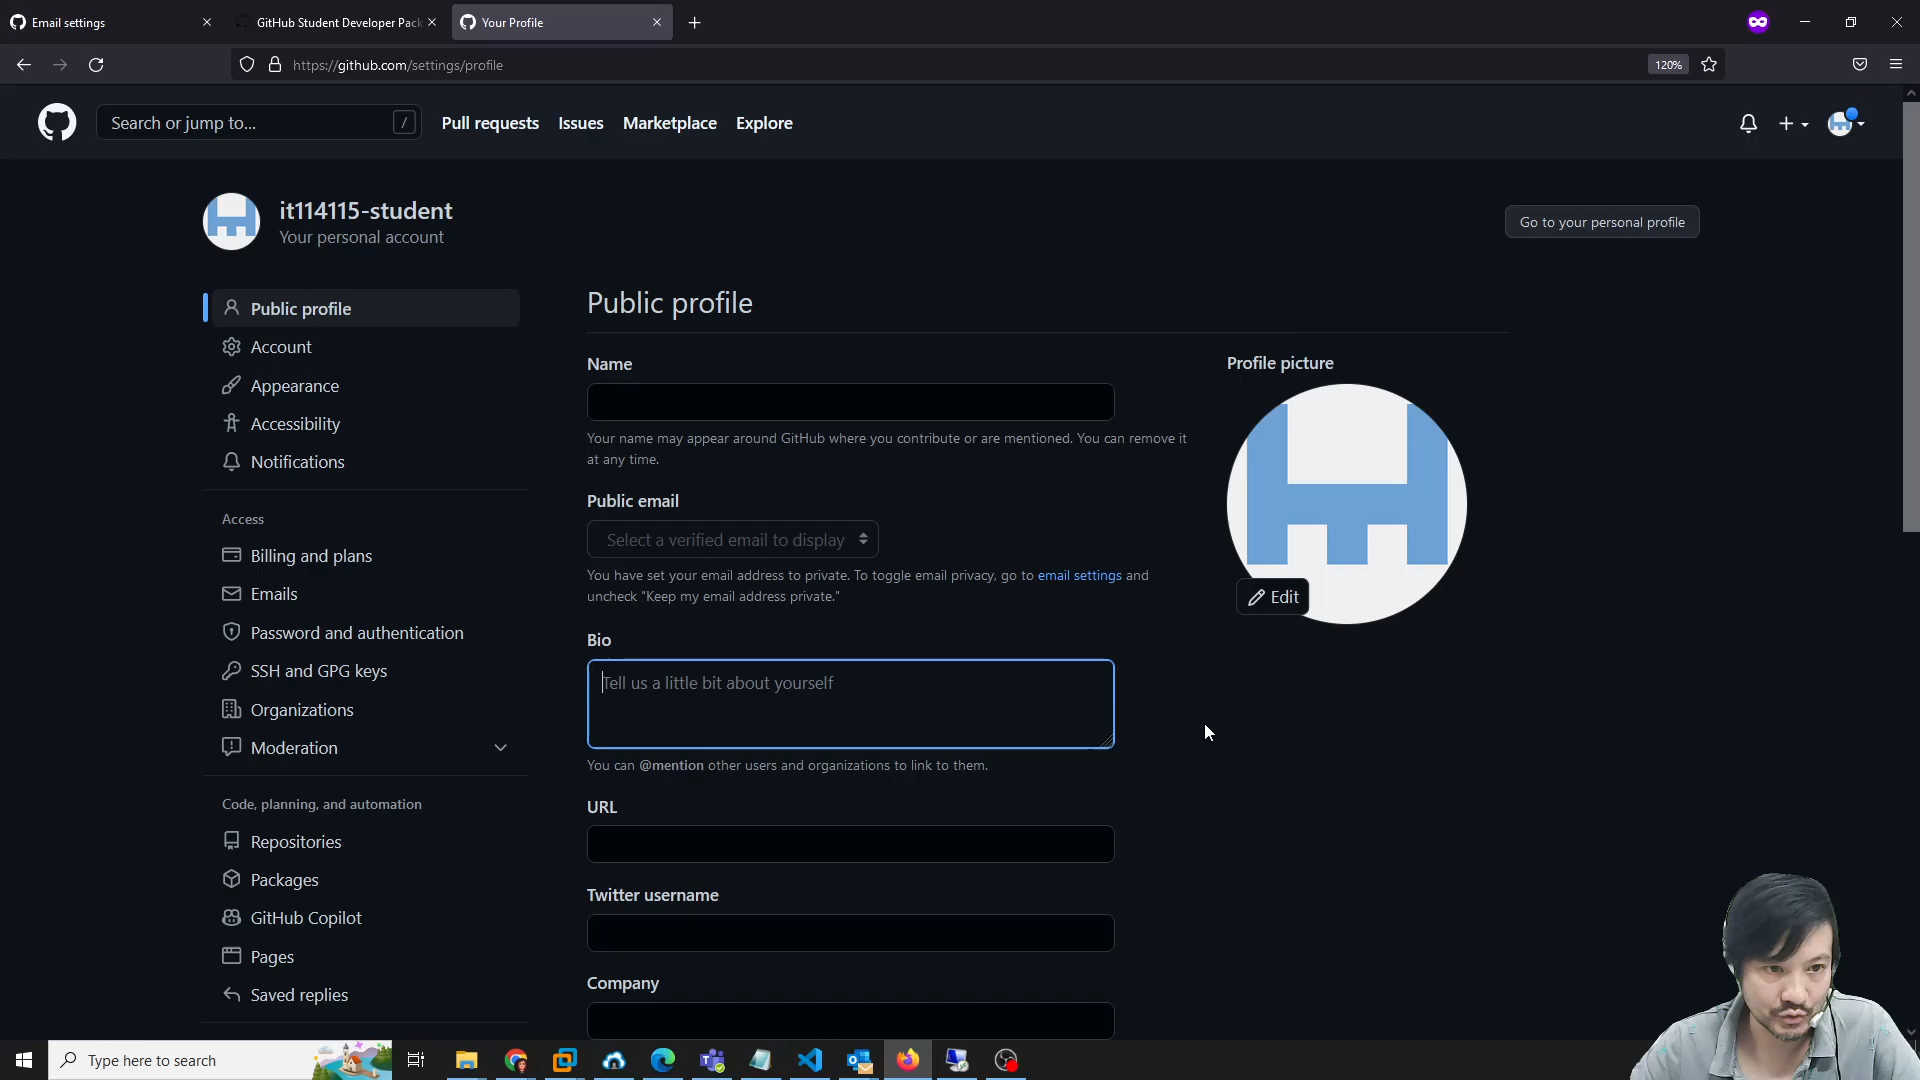 Email settings
GitHub Student Developer Pack
Your Profile
https://github.com/settings/profile
120%
Search or jump to...
/
Pull requests
Issues
Marketplace
Explore
it114115-student
Your personal account
Go to your personal profile
Public profile
Account
Appearance
Accessibility
Notifications
Access
Billing and plans
Emails
Password and authentication
SSH and GPG keys
Organizations
Moderation
Code, planning, and automation
Repositories
Packages
GitHub Copilot
Pages
Saved replies
Public profile
Name
Your name may appear around GitHub where you contribute or are mentioned. You can remove it
at any time.
Public email
Select a verified email to display
You have set your email address to private. To toggle email privacy, go to email settings and
uncheck "Keep my email address private."
Bio
Tell us a little bit about yourself
You can @mention other users and organizations to link to them.
URL
Twitter username
Company
Profile picture
Edit
Type here to search